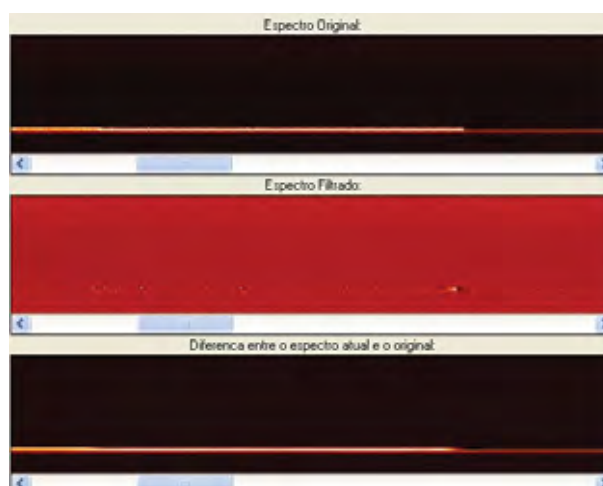 Espectro Original:
Espectro Filtrado:
Diferenca entre o espectro atual e o original: